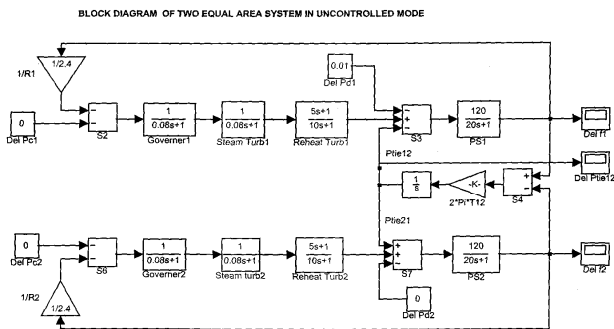 BLOCK DIAGRAM OF TWO EQUAL AREA SYSTEM IN UNCONTROLLED MODE
1/2.4
1/R1
0.01
Del Pd1
0
Del Pc1
S2
1
0.08s+1
Governer1
1
0.08s+1
Steam Turb1
5s+1
10s+1
Reheat Turb1
S3
120
20s+1
PS1
Del f1
Ptie12
Del Ptie12
1
s
-K-
2*Pi*T12
S4
Ptie21
0
Del Pc2
S6
1
0.08s+1
Governer2
1
0.08s+1
Steam turb2
5s+1
10s+1
Reheat Turb2
S7
120
20s+1
PS2
Del f2
1/R2
1/2.4
0
Del Pd2